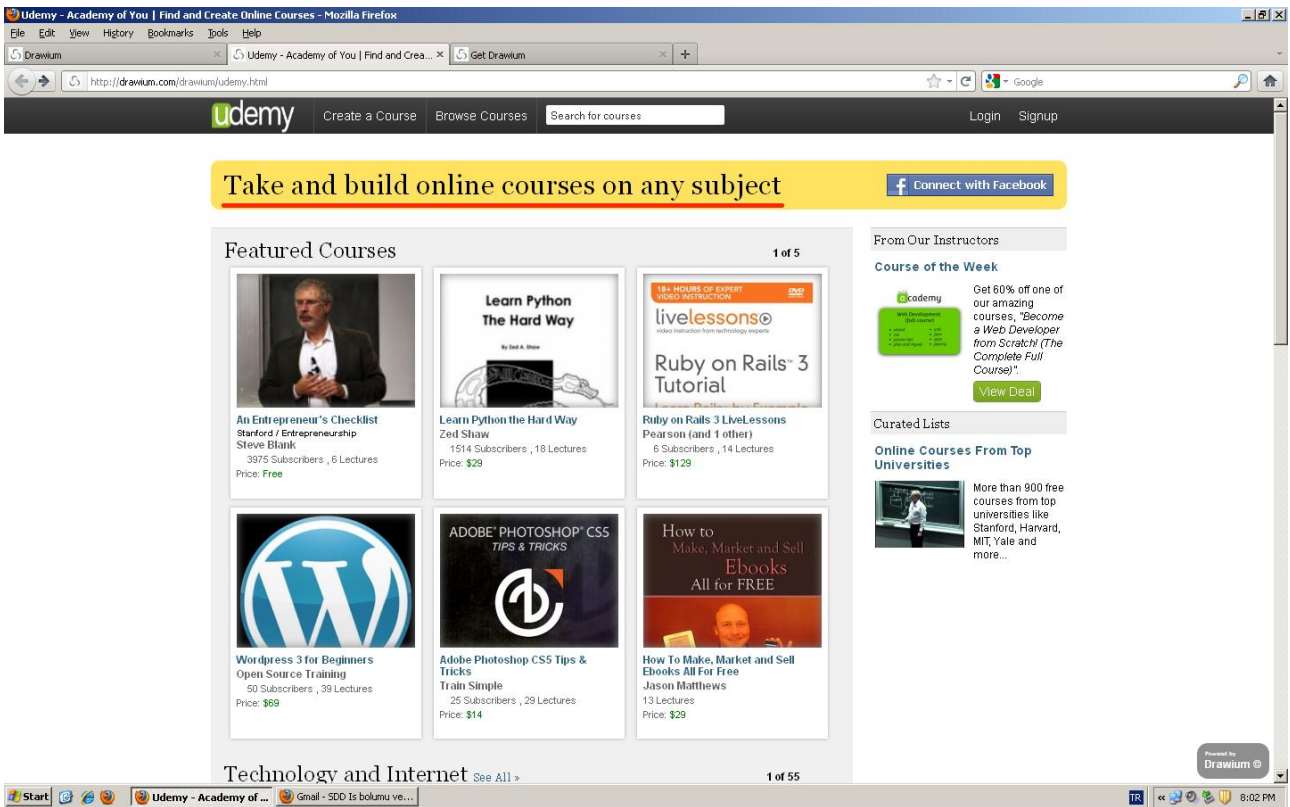 Udemy - Academy of You | Find and Create Online Courses - Mozilla Firefox
File Edit View History Bookmarks Tools Help
Drawium
Udemy - Academy of You | Find and Crea...
Get Drawium
http://drawium.com/drawium/udemy.html
Google
udemy
Create a Course
Browse Courses
Search for courses
Login
Signup
Take and build online courses on any subject
Connect with Facebook
Featured Courses
1 of 5
Learn Python
The Hard Way
By Zed A. Shaw
18+ HOURS OF EXPERT
VIDEO INSTRUCTION
DVD
livelessons
video instruction from technology experts
Ruby on Rails™ 3
Tutorial
Learn Rails by Example
An Entrepreneur's Checklist
Stanford / Entrepreneurship
Steve Blank
3975 Subscribers , 6 Lectures
Price: Free
Learn Python the Hard Way
Zed Shaw
1514 Subscribers , 18 Lectures
Price: $29
Ruby on Rails 3 LiveLessons
Pearson (and 1 other)
6 Subscribers , 14 Lectures
Price: $129
ADOBE® PHOTOSHOP® CS5
TIPS & TRICKS
How to
Make, Market and Sell
Ebooks
All for FREE
Wordpress 3 for Beginners
Open Source Training
50 Subscribers , 39 Lectures
Price: $69
Adobe Photoshop CS5 Tips &
Tricks
Train Simple
25 Subscribers , 29 Lectures
Price: $14
How To Make, Market and Sell
Ebooks All For Free
Jason Matthews
13 Lectures
Price: $29
Technology and Internet See All »
1 of 55
From Our Instructors
Course of the Week
academy
Web Development
(full course)
Get 60% off one of
our amazing
courses, "Become
a Web Developer
from Scratch! (The
Complete Full
Course)".
View Deal
Curated Lists
Online Courses From Top
Universities
More than 900 free
courses from top
universities like
Stanford, Harvard,
MIT, Yale and
more...
Powered by
Drawium ©
Start
Udemy - Academy of ...
Gmail - SDD Is bolumu ve...
TR
8:02 PM